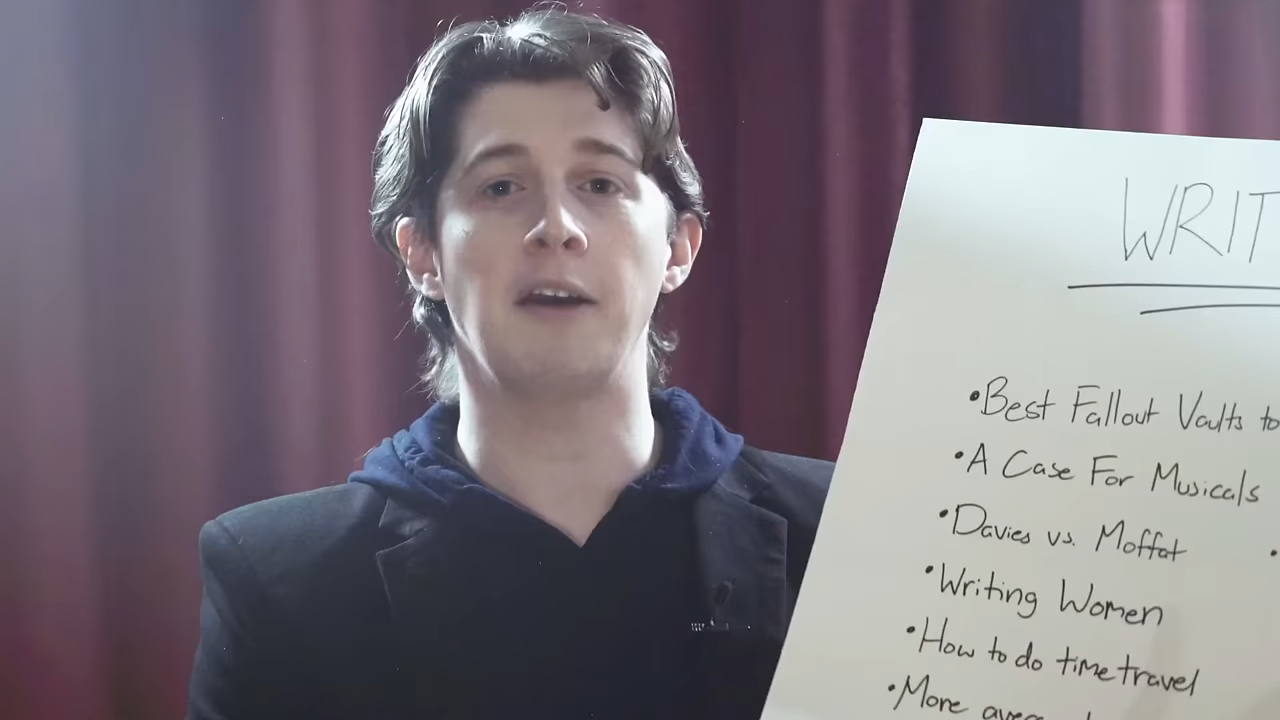 WRIT
•Best Fallout Vaults to
•A Case For Musicals
•Davies vs. Moffat
•Writing Women
•How to do time travel
•More